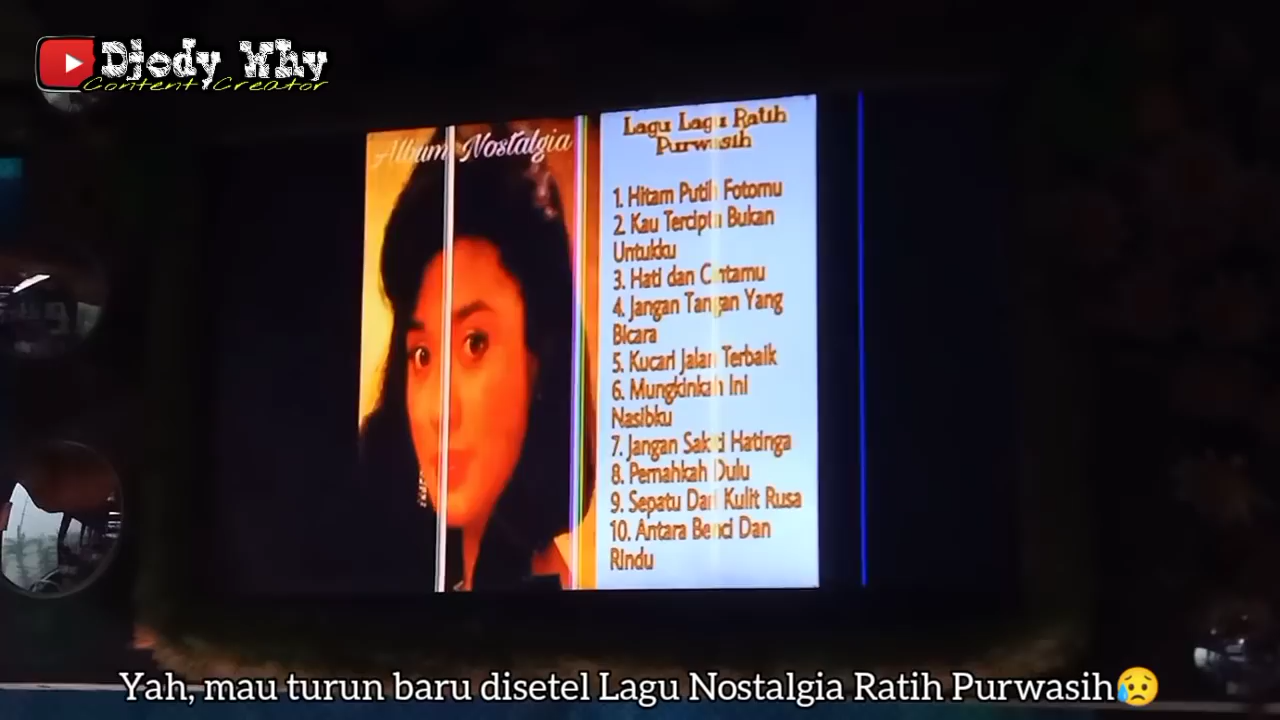 Djody Why
Content Creator
Album Nostalgia
Lagu Lagu Ratih
Purwasih
1. Hitam Putih Fotomu
2. Kau Tercipta Bukan
Untukku
3. Hati dan Cintamu
4. Jangan Tangan Yang
Bicara
5. Kucari Jalan Terbaik
6. Mungkinkah Ini
Nasibku
7. Jangan Sakiti Hatinga
8. Pernahkah Dulu
9. Sepatu Dari Kulit Rusa
10. Antara Benci Dan
Rindu
Yah, mau turun baru disetel Lagu Nostalgia Ratih Purwasih😥